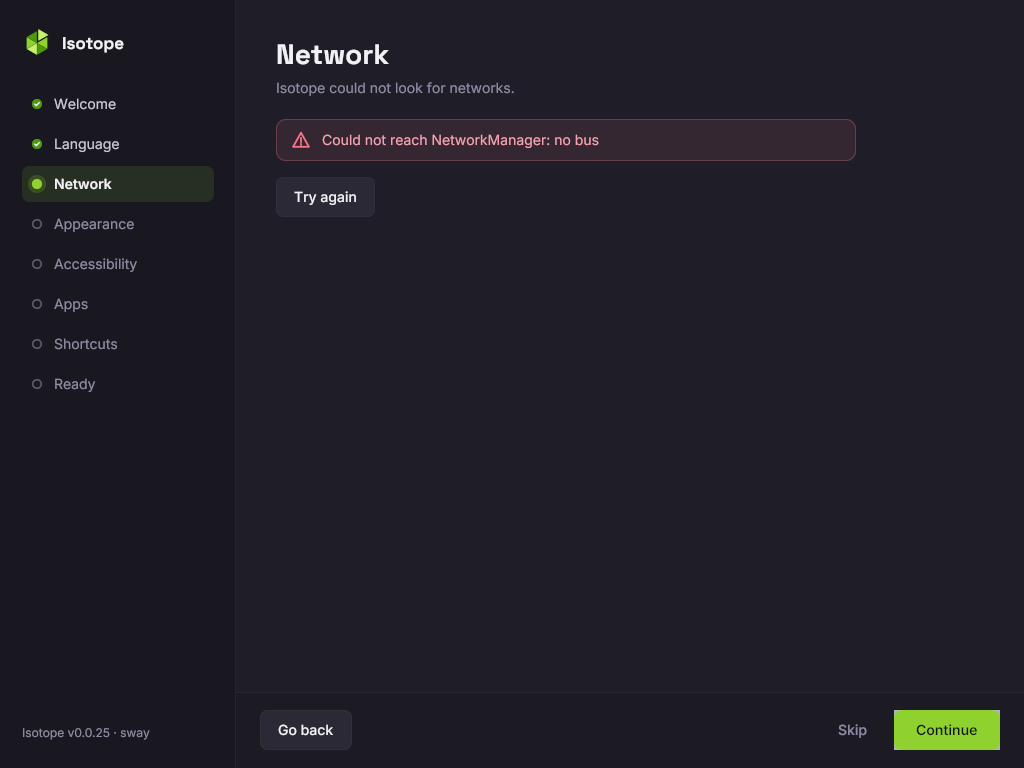 Isotope
Welcome
Language
Network
Appearance
Accessibility
Apps
Shortcuts
Ready
Isotope v0.0.25 · sway
Network
Isotope could not look for networks.
Could not reach NetworkManager: no bus
Try again
Go back
Skip
Continue